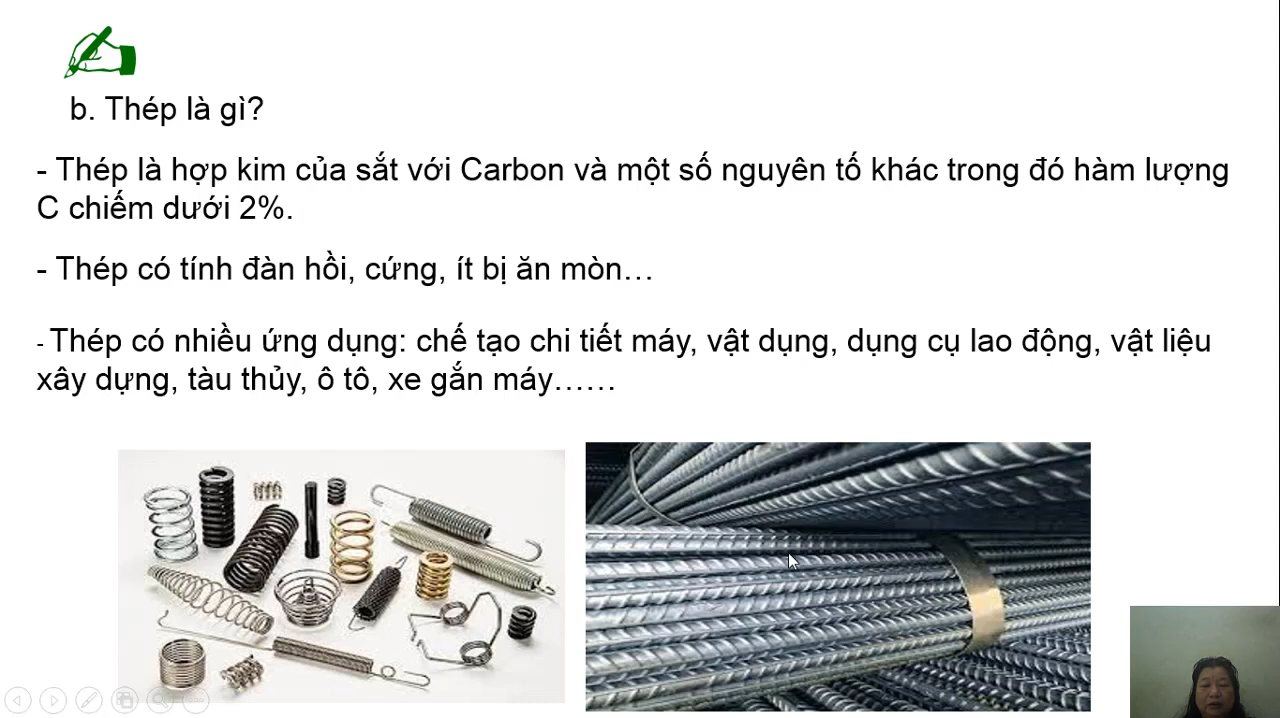 b. Thép là gì?
- Thép là hợp kim của sắt với Carbon và một số nguyên tố khác trong đó hàm lượng
C chiếm dưới 2%.
- Thép có tính đàn hồi, cứng, ít bị ăn mòn…
- Thép có nhiều ứng dụng: chế tạo chi tiết máy, vật dụng, dụng cụ lao động, vật liệu
xây dựng, tàu thủy, ô tô, xe gắn máy……